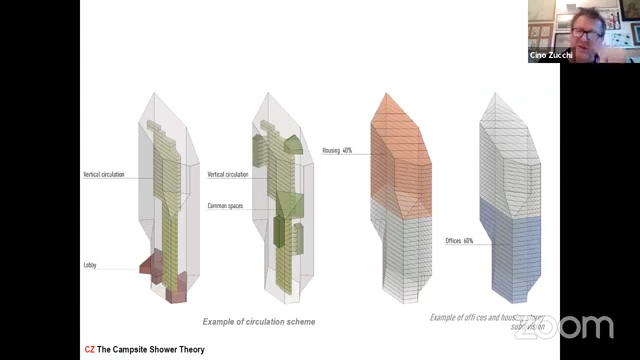 Cino Zucchi
Vertical circulation
Lobby
Vertical circulation
Common spaces
Housing 40%
Offices 60%
Example of circulation scheme
Example of offices and housing
subdivision
zoom
CZ The Campsite Shower Theory